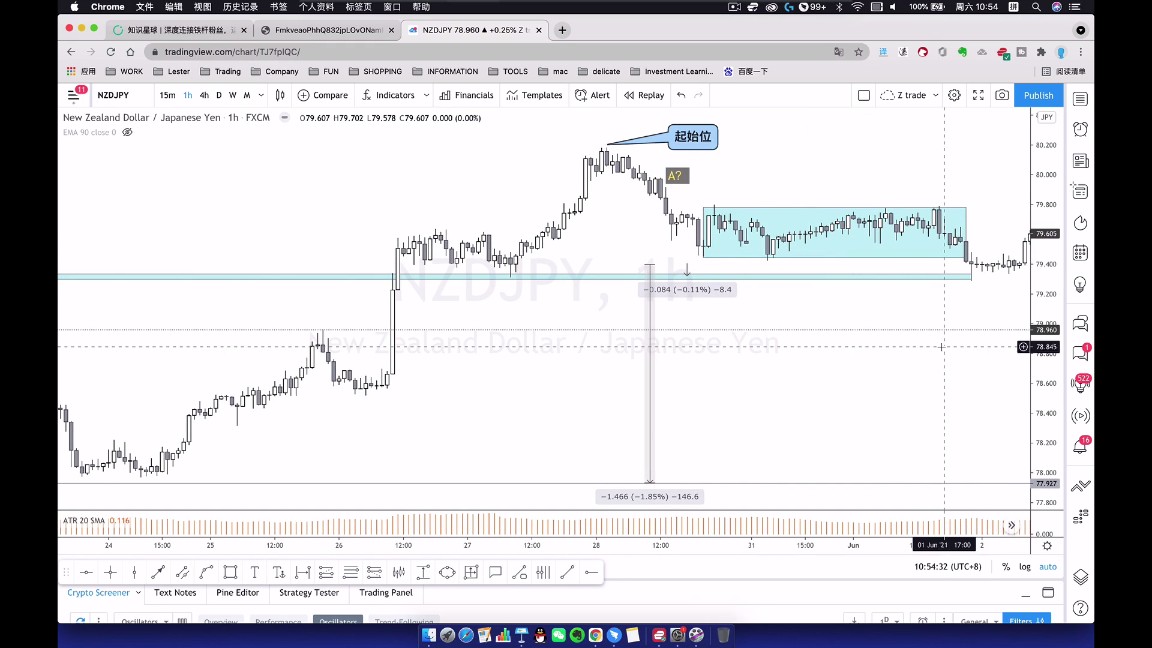 Chrome 文件 编辑 视图 历史记录 书签 个人资料 标签页 窗口 帮助 99+ 100% 周六 10:54 拼
知识星球 | 深度连接铁杆粉丝，运 FmkveaoPhhQ832jpLOvONaml NZDJPY 78.960 ▲ +0.25% Z tr
tradingview.com/chart/TJ7fpIQC/
应用 WORK Lester Trading Company FUN SHOPPING INFORMATION TOOLS mac delicate Investment Learni... 百度一下 阅读清单
11
NZDJPY 15m 1h 4h D W M Compare Indicators Financials Templates Alert Replay Z trade Publish
New Zealand Dollar / Japanese Yen · 1h · FXCM O79.607 H79.702 L79.578 C79.607 0.000 (0.00%)
JPY
EMA 90 close 0
起始位
A?
80.200
80.000
79.800
79.605
79.400
79.200
79.000
78.960
78.845
78.800
78.600
78.400
78.200
78.000
77.927
77.800
NZDJPY, 1h
New Zealand Dollar / Japanese Yen
−0.084 (−0.11%) −8.4
−1.466 (−1.85%) −146.6
1
522
16
ATR 20 SMA 0.116
0.000
24 15:00 25 12:00 26 12:00 27 12:00 28 12:00 31 15:00 Jun 01 Jun '21 17:00 2
10:54:32 (UTC+8) % log auto
Crypto Screener Text Notes Pine Editor Strategy Tester Trading Panel
Oscillators Overview Performance Oscillators Trend-Following 1D General Filters